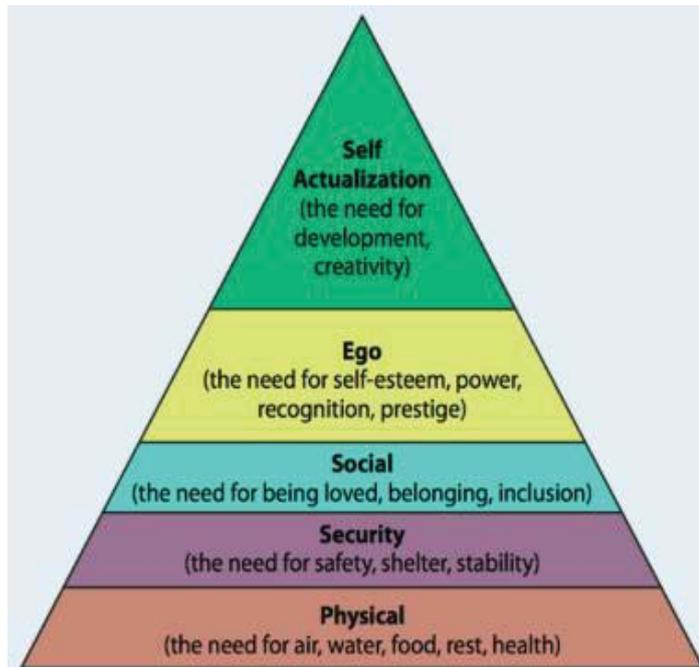 Self
Actualization
(the need for
development,
creativity)
Ego
(the need for self-esteem, power,
recognition, prestige)
Social
(the need for being loved, belonging, inclusion)
Security
(the need for safety, shelter, stability)
Physical
(the need for air, water, food, rest, health)